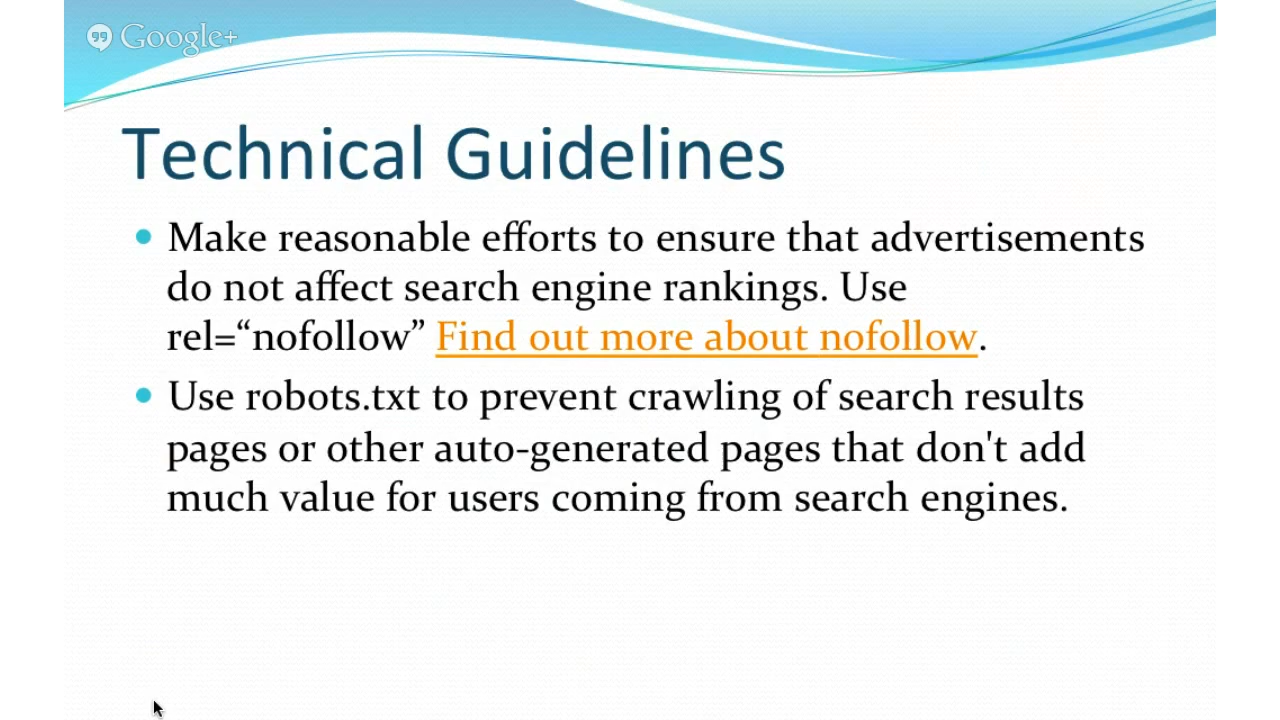 Google+
Technical Guidelines
• Make reasonable efforts to ensure that advertisements
do not affect search engine rankings. Use
rel=“nofollow” Find out more about nofollow.
• Use robots.txt to prevent crawling of search results
pages or other auto-generated pages that don't add
much value for users coming from search engines.